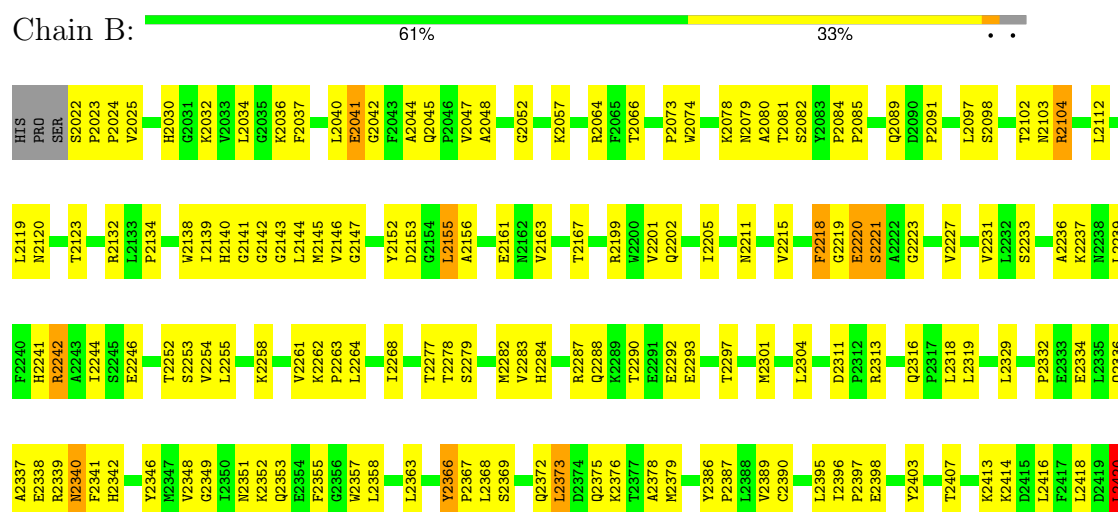 Chain B:
61% 33% • •
HIS PRO SER S2022 P2023 P2024 V2025 H2030 G2031 K2032 V2033 L2034 G2035 K2036 F2037 L2040 E2041 G2042 F2043 A2044 Q2045 P2046 V2047 A2048 G2052 K2057 R2064 F2065 T2066 P2073 W2074 K2078 N2079 A2080 T2081 S2082 Y2083 P2084 P2085 Q2089 D2090 P2091 L2097 S2098 T2102 N2103 R2104 L2112
L2119 N2120 T2123 R2132 L2133 P2134 W2138 I2139 H2140 G2141 G2142 G2143 L2144 M2145 V2146 G2147 Y2152 D2153 G2154 L2155 A2156 E2161 N2162 V2163 T2167 R2199 W2200 V2201 Q2202 I2205 N2211 V2215 F2218 G2219 E2220 S2221 A2222 G2223 V2227 V2231 L2232 S2233 A2236 K2237 N2238 L2239
F2240 H2241 R2242 A2243 I2244 S2245 E2246 T2252 S2253 V2254 L2255 K2258 V2261 K2262 P2263 L2264 I2268 T2277 T2278 S2279 M2282 V2283 H2284 R2287 Q2288 K2289 T2290 E2291 E2292 E2293 T2297 M2301 L2304 D2311 P2312 R2313 Q2316 P2317 L2318 L2319 L2329 P2332 E2333 E2334 L2335
A2337 E2338 R2339 N2340 F2341 H2342 Y2346 M2347 V2348 G2349 I2350 N2351 K2352 Q2353 E2354 F2355 G2356 W2357 L2358 L2363 Y2366 P2367 L2368 S2369 Q2372 L2373 D2374 Q2375 K2376 T2377 A2378 M2379 Y2386 P2387 L2388 V2389 C2390 L2395 I2396 P2397 E2398 Y2403 T2407 K2413 K2414 D2415 L2416 F2417 L2418 D2419